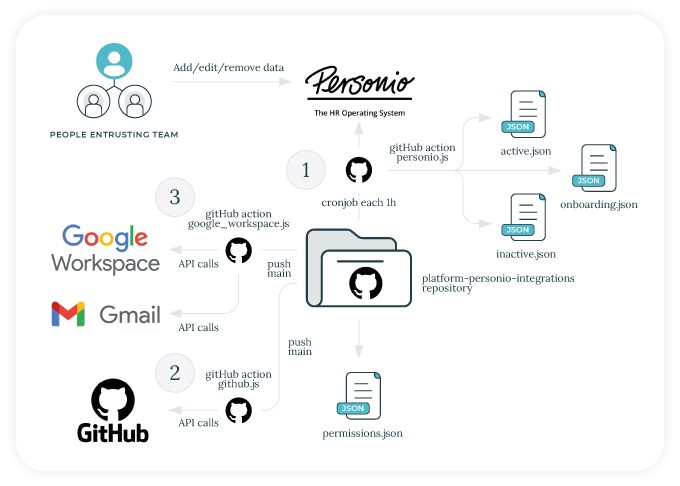 Add/edit/remove data
Personio
The HR Operating System
PEOPLE ENTRUSTING TEAM
JSON
active.json
1
gitHub action
personio.js
JSON
onboarding.json
cronjob each 1h
JSON
inactive.json
3
gitHub action
google_workspace.js
Google
Workspace
API calls
push
main
platform-personio-integrations
repository
Gmail
API calls
push
main
2
gitHub action
github.js
GitHub
API calls
JSON
permissions.json